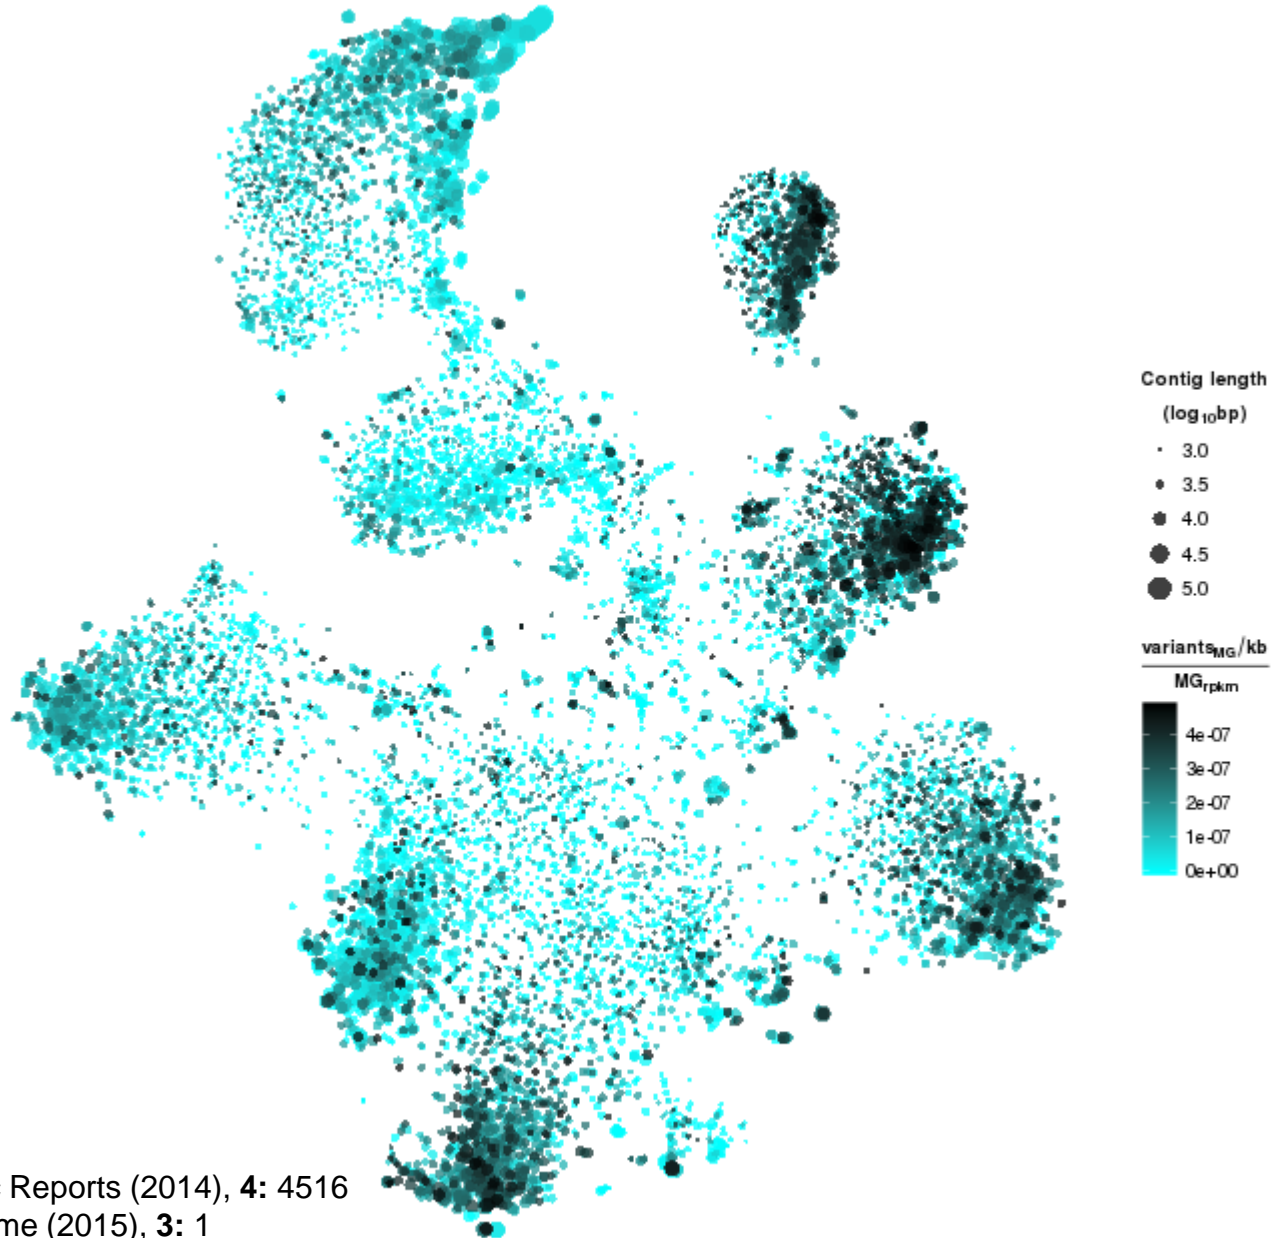 Contig length
(log₁₀bp)
3.0
3.5
4.0
4.5
5.0
variantsMG/kb
MGrpkm
4e-07
3e-07
2e-07
1e-07
0e+00
Reports (2014), 4: 4516
me (2015), 3: 1